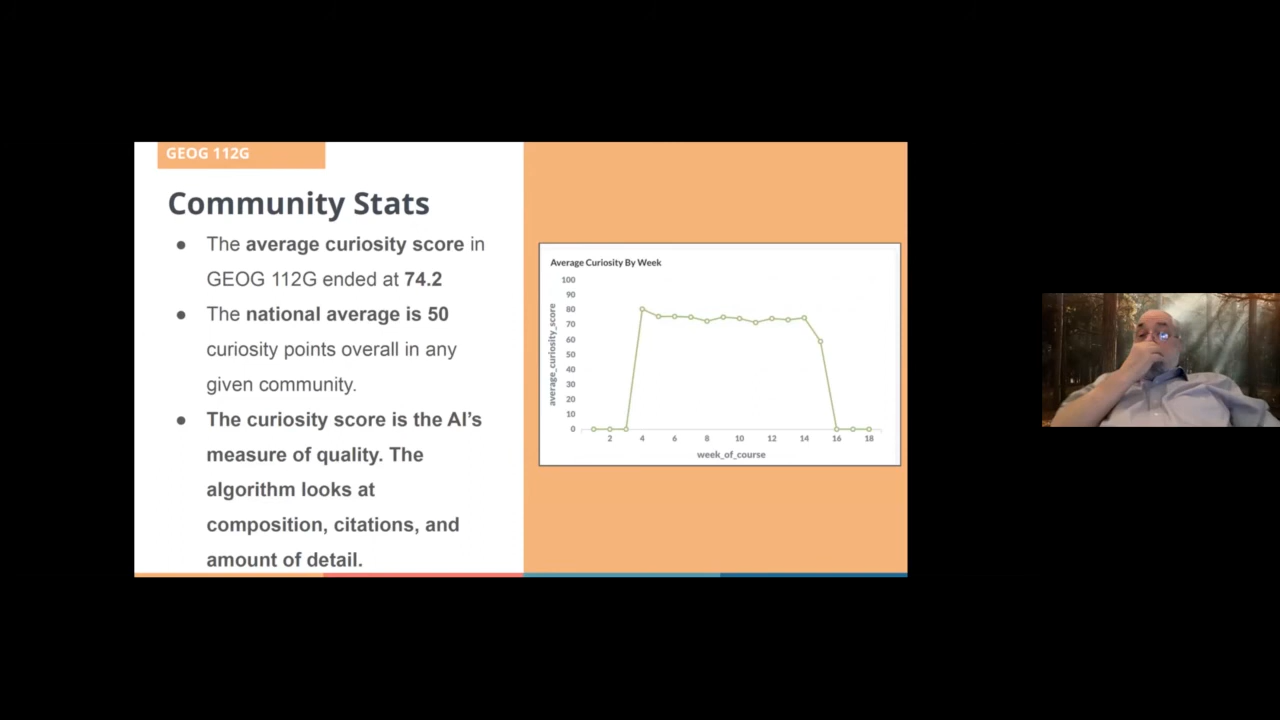 GEOG 112G
Community Stats
● The average curiosity score in
GEOG 112G ended at 74.2
● The national average is 50
curiosity points overall in any
given community.
● The curiosity score is the AI’s
measure of quality. The
algorithm looks at
composition, citations, and
amount of detail.
Average Curiosity By Week
average_curiosity_score
100
90
80
70
60
50
40
30
20
10
0
2 4 6 8 10 12 14 16 18
week_of_course